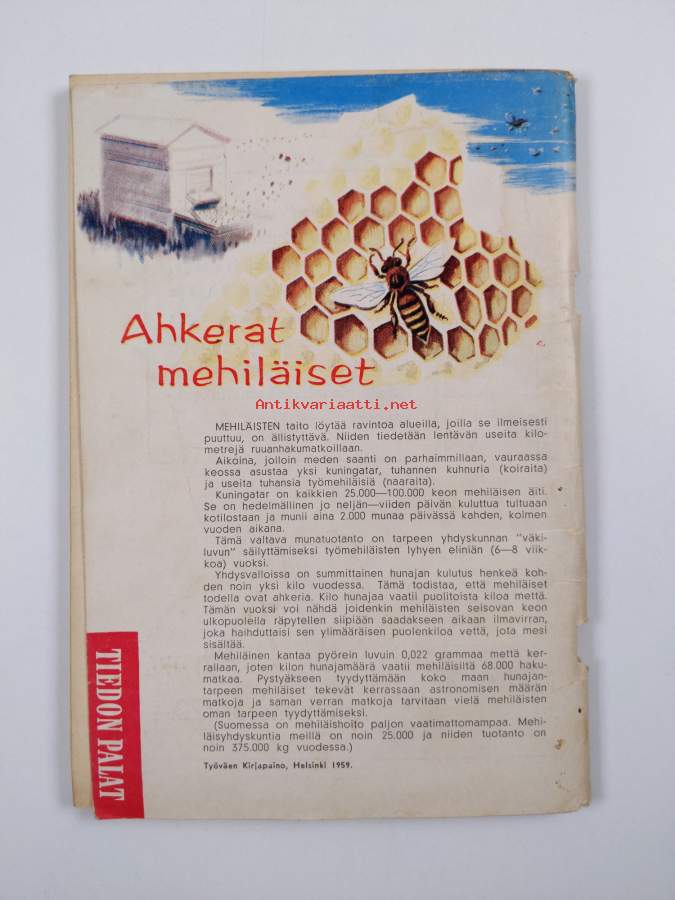 Ahkerat
mehiläiset
Antikvariaatti.net
MEHILÄISTEN taito löytää ravintoa alueilla, joilla se ilmeisesti
puuttuu, on ällistyttävä. Niiden tiedetään lentävän useita kilo-
metrejä ruuanhakumatkoillaan.
Aikoina, jolloin meden saanti on parhaimmillaan, vauraassa
keossa asustaa yksi kuningatar, tuhannen kuhnuria (koiraita)
ja useita tuhansia työmehiläisiä (naaraita).
Kuningatar on kaikkien 25.000—100.000 keon mehiläisen äiti.
Se on hedelmällinen jo neljän—viiden päivän kuluttua tultuaan
kotilostaan ja munii aina 2.000 munaa päivässä kahden, kolmen
vuoden aikana.
Tämä valtava munatuotanto on tarpeen yhdyskunnan "väki-
luvun" säilyttämiseksi työmehiläisten lyhyen eliniän (6—8 viik-
koa) vuoksi.
Yhdysvalloissa on summittainen hunajan kulutus henkeä koh-
den noin yksi kilo vuodessa. Tämä todistaa, että mehiläiset
todella ovat ahkeria. Kilo hunajaa vaatii puolitoista kiloa mettä.
Tämän vuoksi voi nähdä joidenkin mehiläisten seisovan keon
ulkopuolella räpytellen siipiään saadakseen aikaan ilmavirran,
joka haihduttaisi sen ylimääräisen puolenkiloa vettä, jota mesi
sisältää.
Mehiläinen kantaa pyörein luvuin 0,022 grammaa mettä ker-
rallaan, joten kilon hunajamäärä vaatii mehiläisiltä 68.000 haku-
matkaa. Pystyäkseen tyydyttämään koko maan hunajan-
tarpeen mehiläiset tekevät kerrassaan astronomisen määrän
matkoja ja saman verran matkoja tarvitaan vielä mehiläisten
oman tarpeen tyydyttämiseksi.
(Suomessa on mehiläishoito paljon vaatimattomampaa. Mehi-
läisyhdyskuntia meillä on noin 25.000 ja niiden tuotanto on
noin 375.000 kg vuodessa.)
Työväen Kirjapaino, Helsinki 1959.
TIEDON PALAT